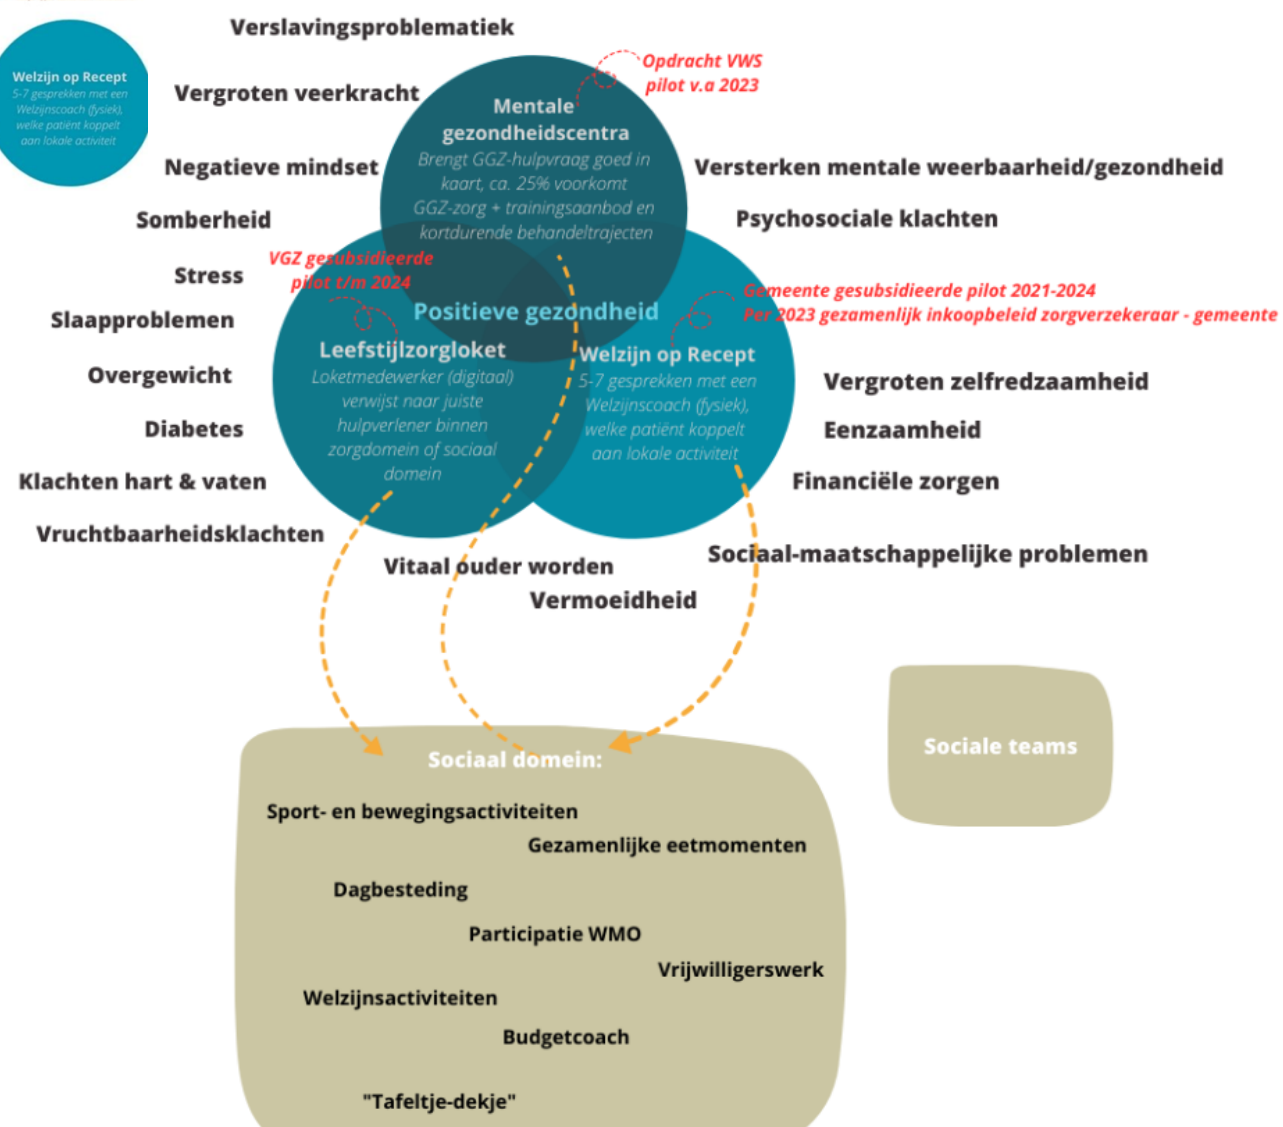 Verslavingsproblematiek
Welzijn op Recept
5-7 gesprekken met een
Welzijnscoach (fysiek),
welke patiënt koppelt
aan lokale activiteit
Vergroten veerkracht
Opdracht VWS
pilot v.a 2023
Mentale
gezondheidscentra
Brengt GGZ-hulpvraag goed in
kaart, ca. 25% voorkomt
GGZ-zorg + trainingsaanbod en
kortdurende behandeltrajecten
Negatieve mindset
Versterken mentale weerbaarheid/gezondheid
Somberheid
Psychosociale klachten
Stress
VGZ gesubsidieerde
pilot t/m 2024
Gemeente gesubsidieerde pilot 2021-2024
Per 2023 gezamenlijk inkoopbeleid zorgverzekeraar - gemeente
Positieve gezondheid
Slaapproblemen
Leefstijlzorgloket
Loketmedewerker (digitaal)
verwijst naar juiste
hulpverlener binnen
zorgdomein of sociaal
domein
Welzijn op Recept
5-7 gesprekken met een
Welzijnscoach (fysiek),
welke patiënt koppelt
aan lokale activiteit
Overgewicht
Vergroten zelfredzaamheid
Diabetes
Eenzaamheid
Klachten hart & vaten
Financiële zorgen
Vruchtbaarheidsklachten
Sociaal-maatschappelijke problemen
Vitaal ouder worden
Vermoeidheid
Sociale teams
Sociaal domein:
Sport- en bewegingsactiviteiten
Gezamenlijke eetmomenten
Dagbesteding
Participatie WMO
Vrijwilligerswerk
Welzijnsactiviteiten
Budgetcoach
"Tafeltje-dekje"